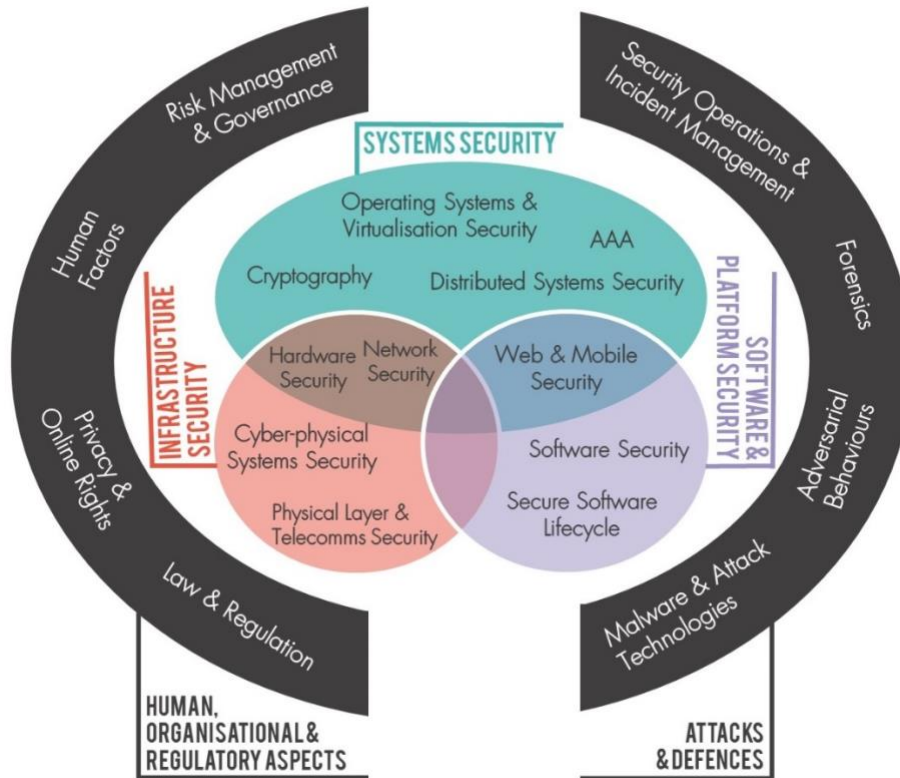 Risk Management
& Governance
Human
Factors
Privacy &
Online Rights
Law & Regulation
HUMAN,
ORGANISATIONAL &
REGULATORY ASPECTS
SYSTEMS SECURITY
Operating Systems &
Virtualisation Security
AAA
Cryptography
Distributed Systems Security
INFRASTRUCTURE
SECURITY
Hardware
Security
Network
Security
Web & Mobile
Security
Cyber-physical
Systems Security
Physical Layer &
Telecomms Security
Software Security
Secure Software
Lifecycle
SOFTWARE &
PLATFORM SECURITY
Security Operations &
Incident Management
Forensics
Adversarial
Behaviours
Malware & Attack
Technologies
ATTACKS
& DEFENCES